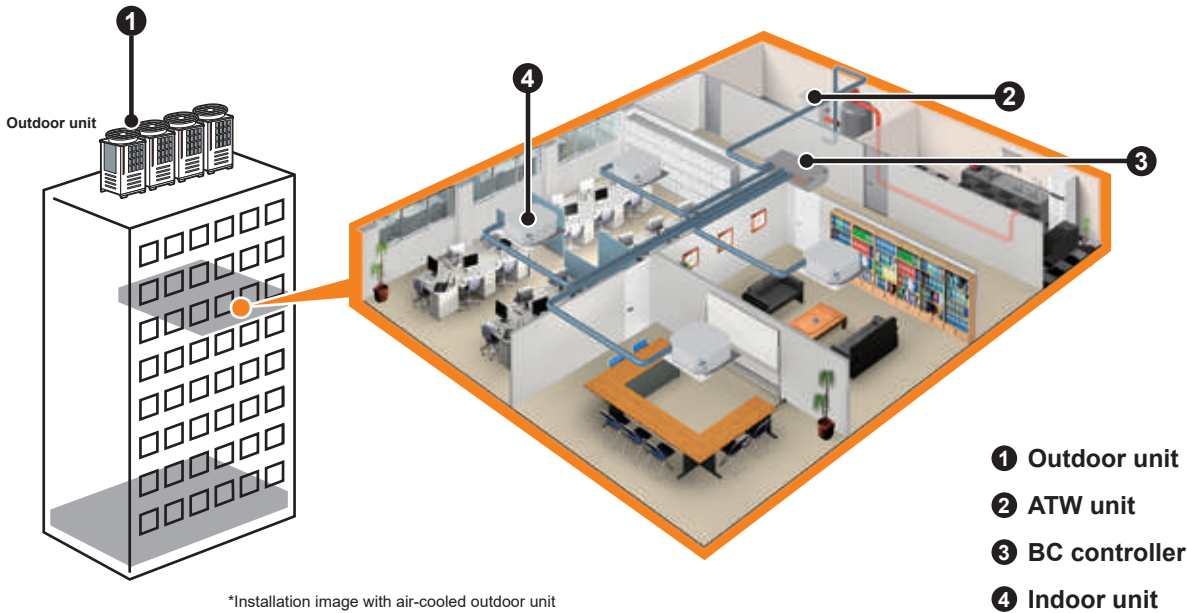 1
4
Outdoor unit
2
3
1 Outdoor unit
2 ATW unit
3 BC controller
4 Indoor unit
*Installation image with air-cooled outdoor unit